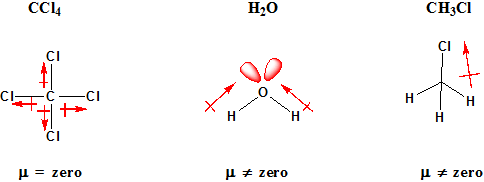 CCl4
H2O
CH3Cl
Cl
Cl C Cl
Cl
O
H H
Cl
H H
H
μ = zero
μ ≠ zero
μ ≠ zero